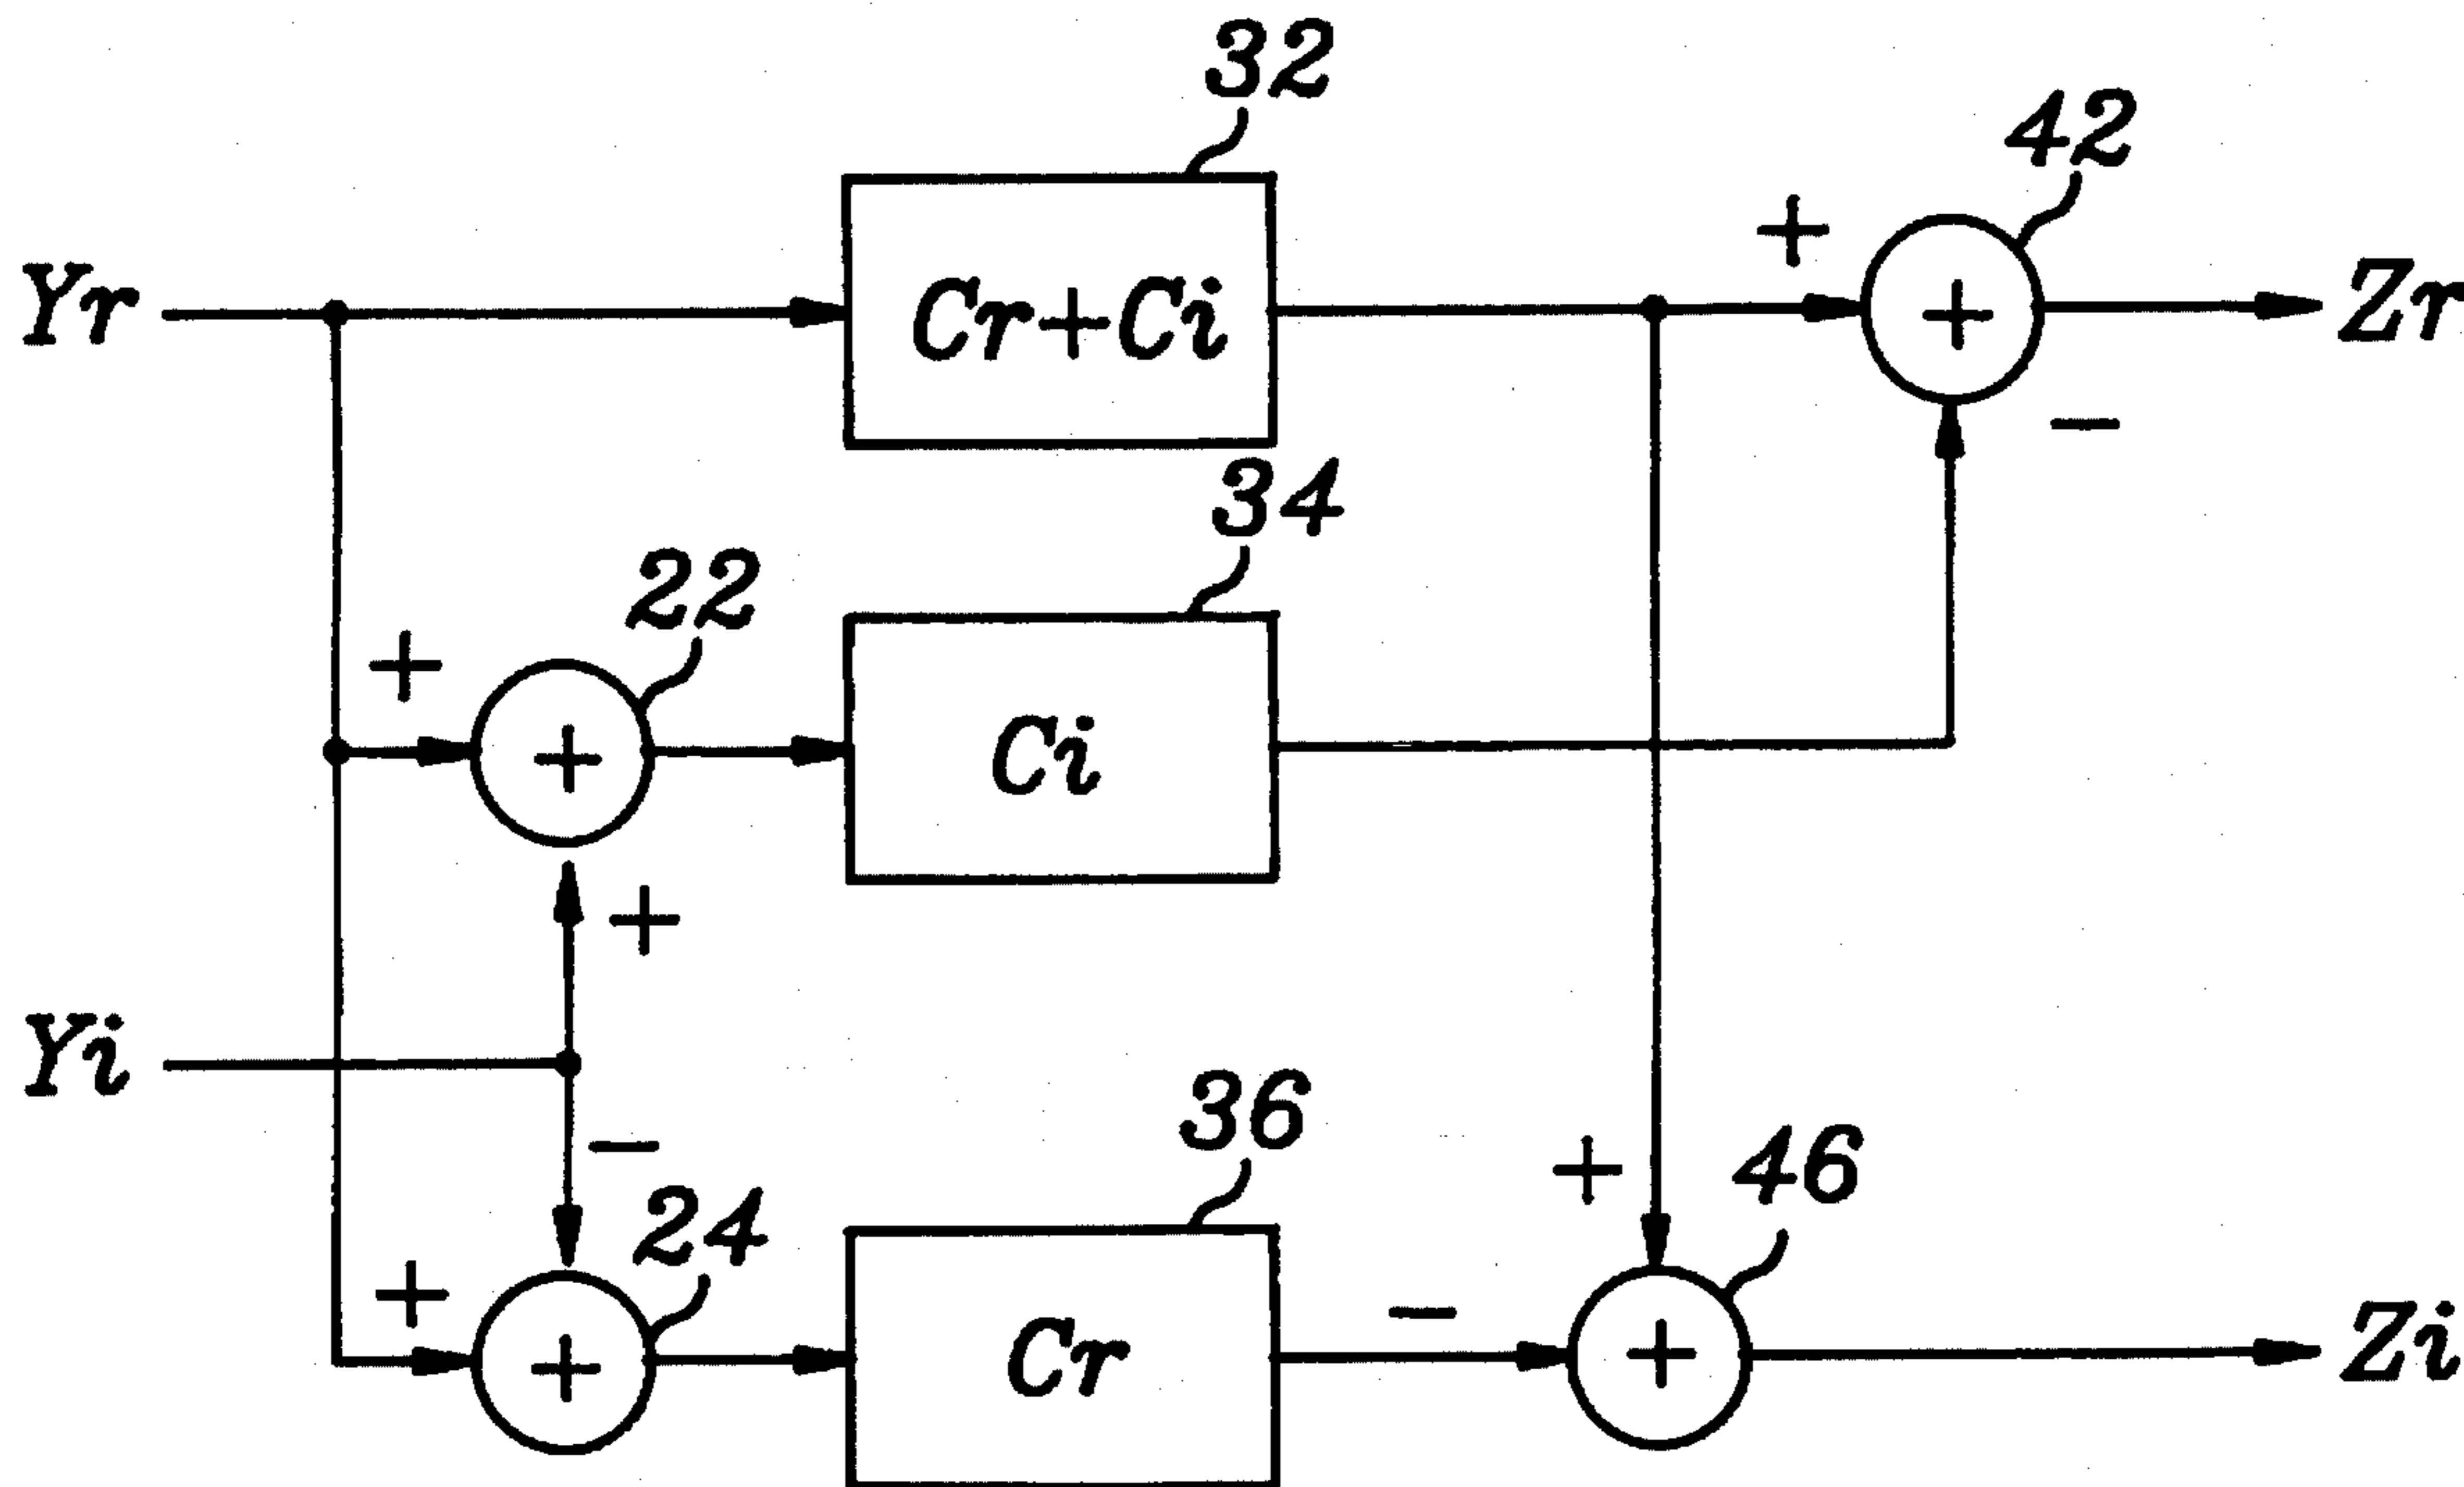 32
42
+
Yr
Cr+Ci
+
Zr
−
34
22
+
+
Ci
+
Yi
−
36
+
46
24
+
−
+
Cr
+
Zi